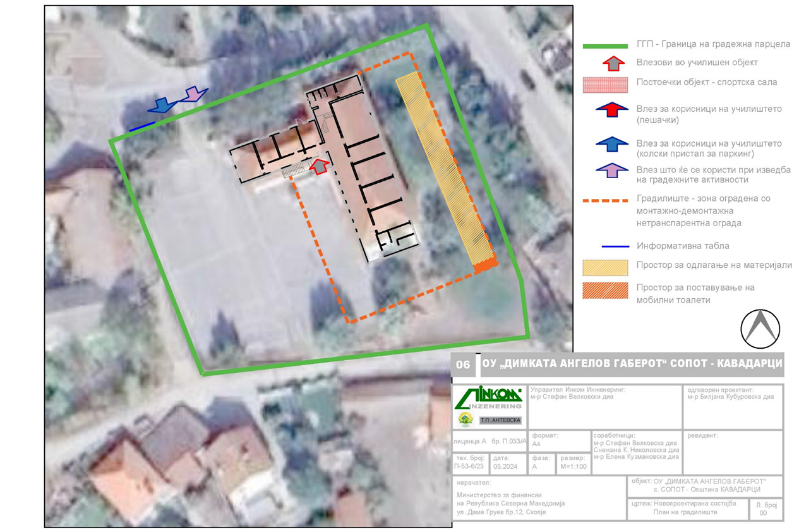 ГГП - Граница на градежна парцела
Влезови во училишен објект
Постоечки објект - спортска сала
Влез за корисници на училиштето
(пешачки)
Влез за корисници на училиштето
(колски пристап за паркинг)
Влез што ќе се користи при изведба
на градежните активности
Градилиште - зона оградена со
монтажно-демонтажна
нетранспарентна ограда
Информативна табла
Простор за одлагање на материјали
Простор за поставување на
мобилни тоалети
06 ОУ „ДИМКАТА АНГЕЛОВ ГАБЕРОТ“ СОПОТ - КАВАДАРЦИ
ИНКОМ
INZENERING
Т.П. АНТЕВСКА
Управител Инком Инженеринг:
м-р Стефан Велковски диа
одговорен проектант:
м-р Билјана Кубуровска диа
лиценца А бр. П.053/А
формат:
А4
соработници:
м-р Стефан Велковски диа
Снежана К. Николовска диа
м-р Елена Кузмановска диа
ревидент:
тех. број:
П-53-6/23
дата:
05.2024
фаза:
А
размер:
М=1:100
нарачател:
Министерство за финансии
на Република Северна Македонија
ул. Даме Груев бр.12, Скопје
објект: ОУ „ДИМКАТА АНГЕЛОВ ГАБЕРОТ“
с. СОПОТ - Општина КАВАДАРЦИ
цртеж: Новопроектирана состојба
План на градилиште
Л. број
00